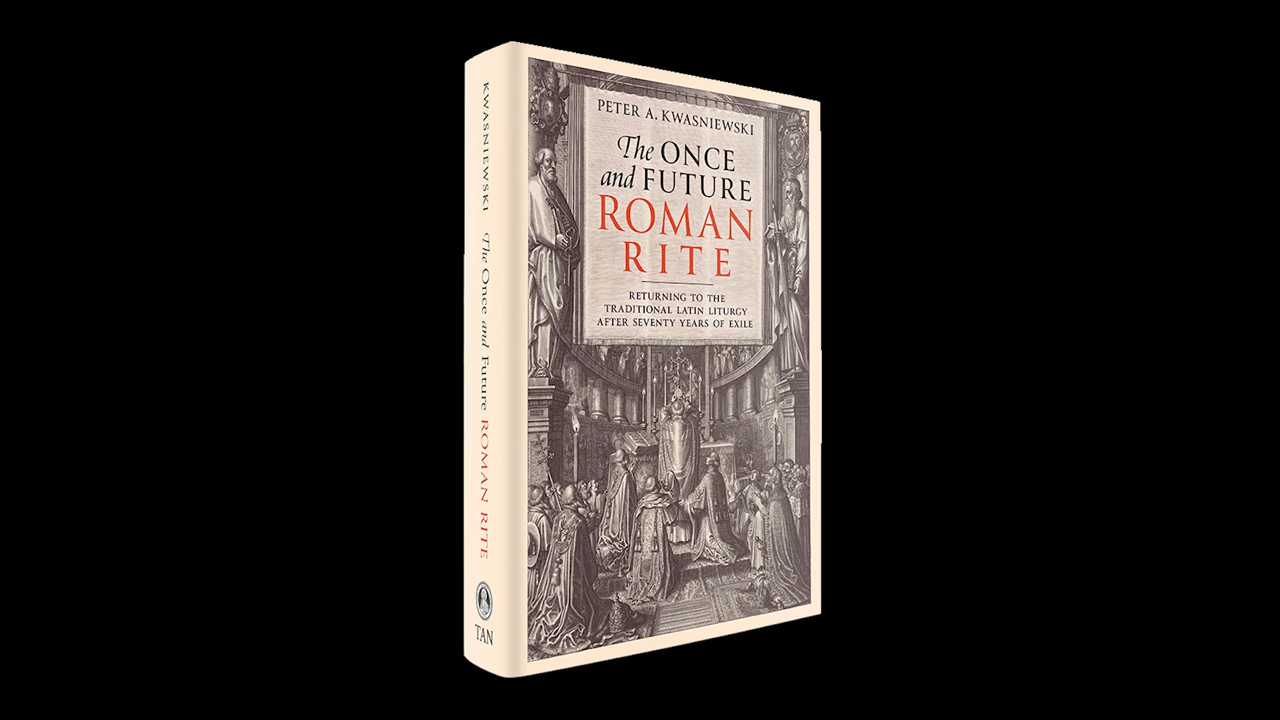 PETER A. KWASNIEWSKI
The ONCE
and FUTURE
ROMAN
RITE
RETURNING TO THE
TRADITIONAL LATIN LITURGY
AFTER SEVENTY YEARS OF EXILE
KWASNIEWSKI The Once and Future ROMAN RITE
TAN